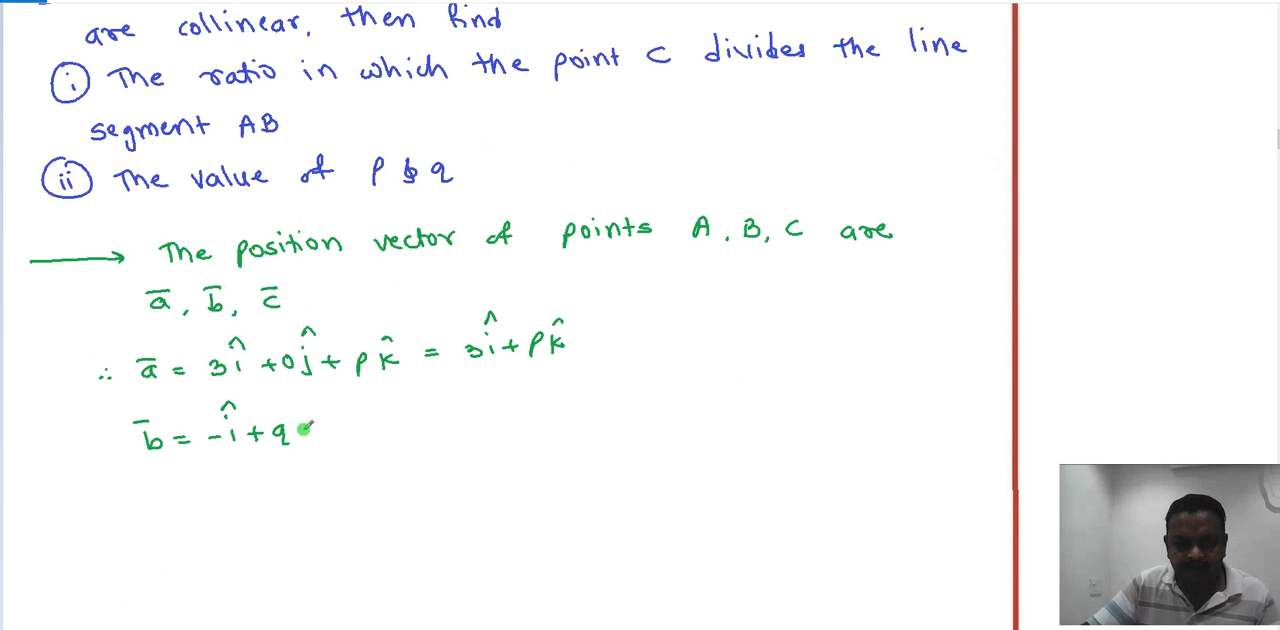 are collinear, then find
(i) The ratio in which the point C divides the line
segment AB
(ii) The value of p & q
→ The position vector of points A, B, C are
a̅, b̅, c̅
∴ a̅ = 3î + 0ĵ + pk̂ = 3î + pk̂
b̅ = -î + q